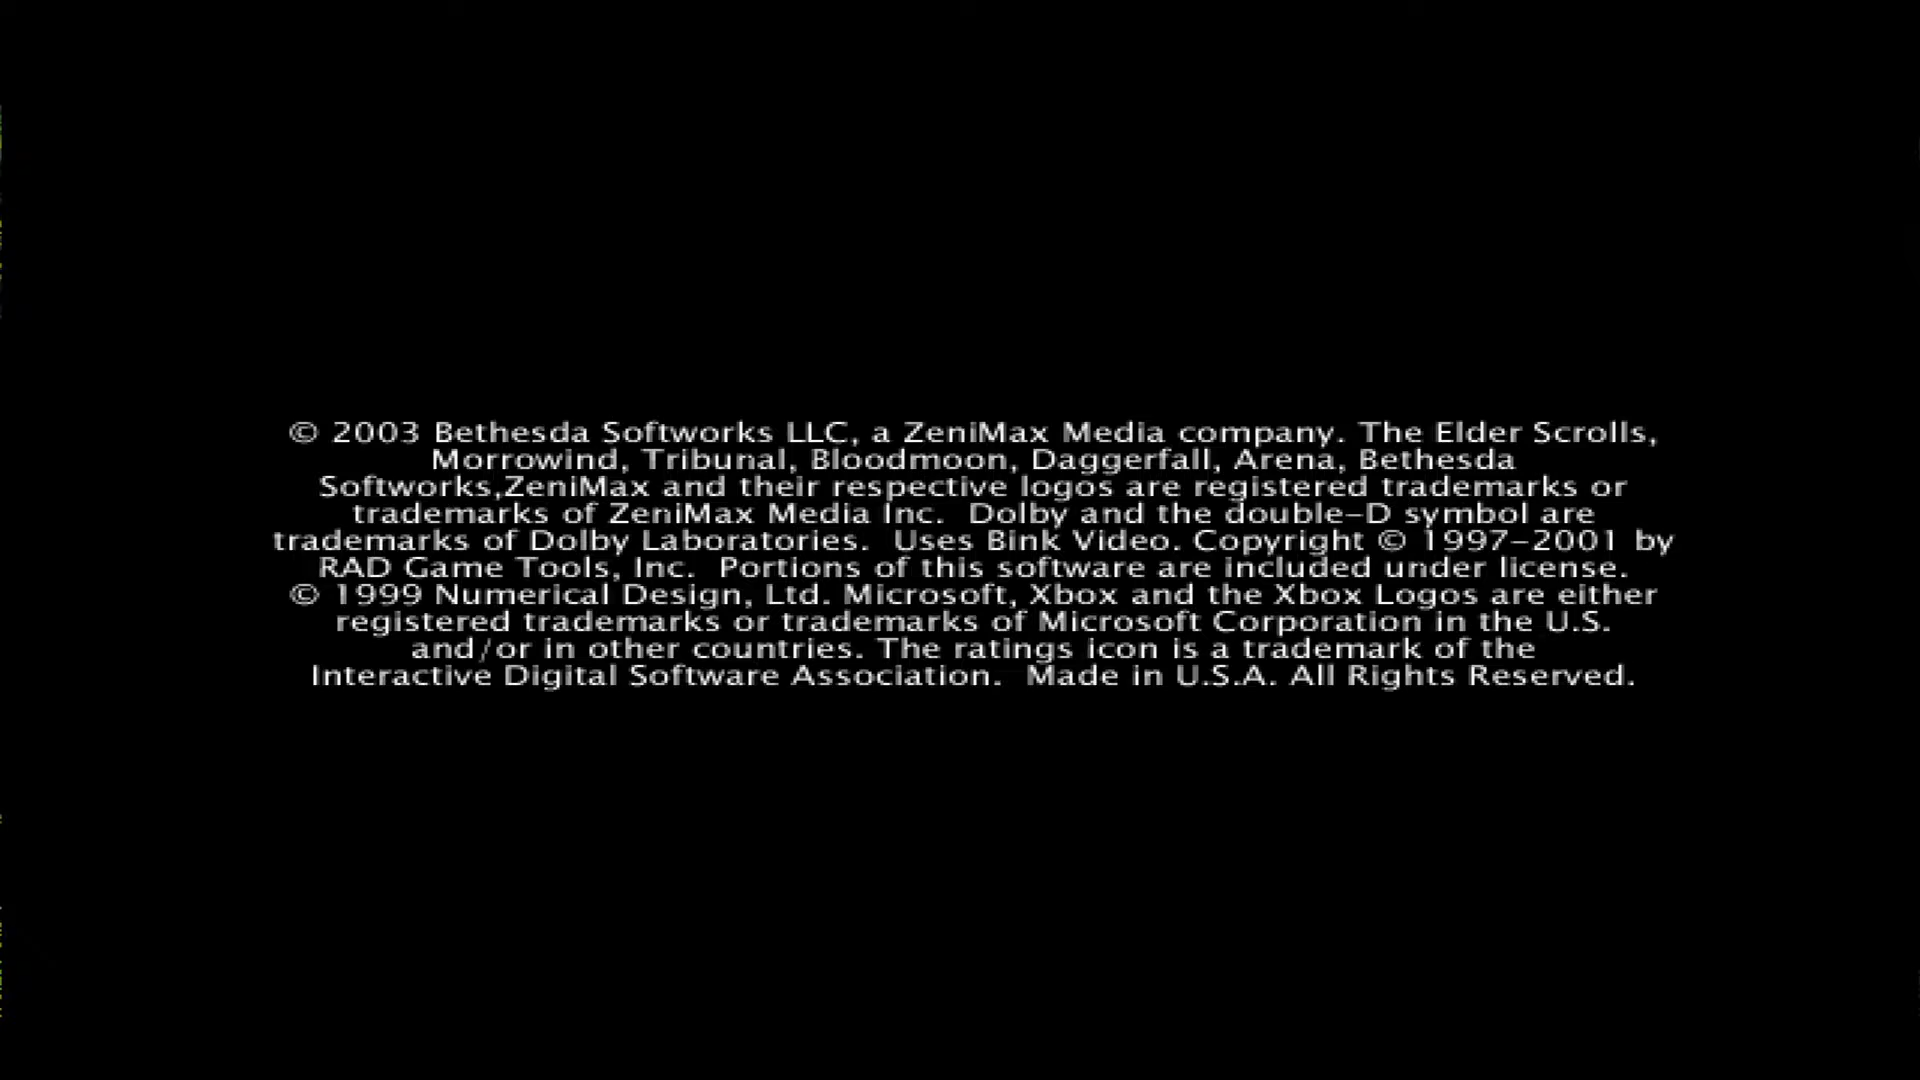 © 2003 Bethesda Softworks LLC, a ZeniMax Media company. The Elder Scrolls,
Morrowind, Tribunal, Bloodmoon, Daggerfall, Arena, Bethesda
Softworks,ZeniMax and their respective logos are registered trademarks or
trademarks of ZeniMax Media Inc.  Dolby and the double-D symbol are
trademarks of Dolby Laboratories.  Uses Bink Video. Copyright © 1997-2001 by
RAD Game Tools, Inc.  Portions of this software are included under license.
© 1999 Numerical Design, Ltd. Microsoft, Xbox and the Xbox Logos are either
registered trademarks or trademarks of Microsoft Corporation in the U.S.
and/or in other countries. The ratings icon is a trademark of the
Interactive Digital Software Association.  Made in U.S.A. All Rights Reserved.